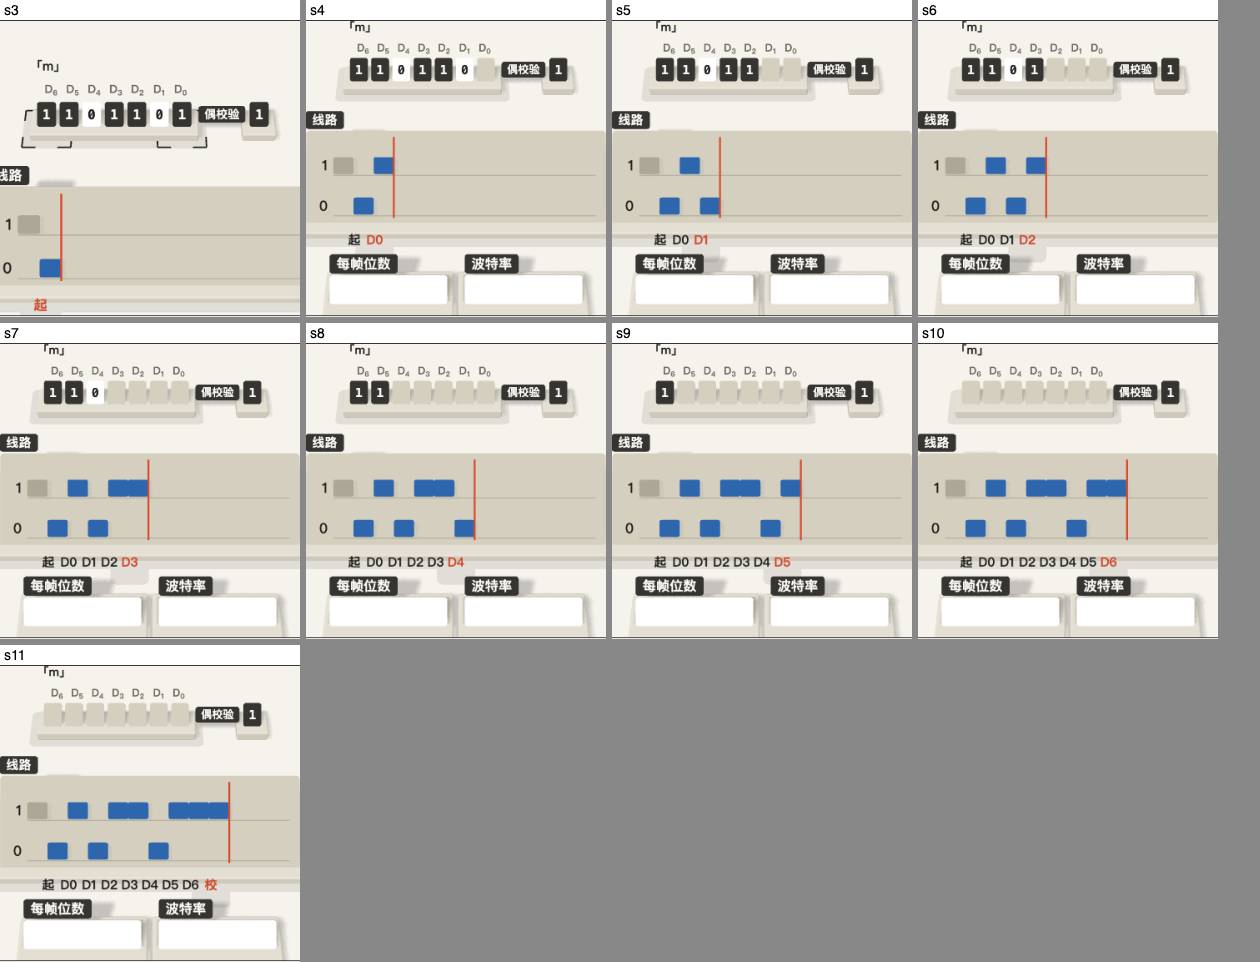 s3
「m」
D₆ D₅ D₄ D₃ D₂ D₁ D₀
1 1 0 1 1 0 1 偶校验 1
线路
1
0
起
s4
「m」
D₆ D₅ D₄ D₃ D₂ D₁ D₀
1 1 0 1 1 0 偶校验 1
线路
1
0
起 D0
每帧位数 波特率
s5
「m」
D₆ D₅ D₄ D₃ D₂ D₁ D₀
1 1 0 1 1 偶校验 1
线路
1
0
起 D0 D1
每帧位数 波特率
s6
「m」
D₆ D₅ D₄ D₃ D₂ D₁ D₀
1 1 0 1 偶校验 1
线路
1
0
起 D0 D1 D2
每帧位数 波特率
s7
「m」
D₆ D₅ D₄ D₃ D₂ D₁ D₀
1 1 0 偶校验 1
线路
1
0
起 D0 D1 D2 D3
每帧位数 波特率
s8
「m」
D₆ D₅ D₄ D₃ D₂ D₁ D₀
1 1 偶校验 1
线路
1
0
起 D0 D1 D2 D3 D4
每帧位数 波特率
s9
「m」
D₆ D₅ D₄ D₃ D₂ D₁ D₀
1 偶校验 1
线路
1
0
起 D0 D1 D2 D3 D4 D5
每帧位数 波特率
s10
「m」
D₆ D₅ D₄ D₃ D₂ D₁ D₀
偶校验 1
线路
1
0
起 D0 D1 D2 D3 D4 D5 D6
每帧位数 波特率
s11
「m」
D₆ D₅ D₄ D₃ D₂ D₁ D₀
偶校验 1
线路
1
0
起 D0 D1 D2 D3 D4 D5 D6 校
每帧位数 波特率